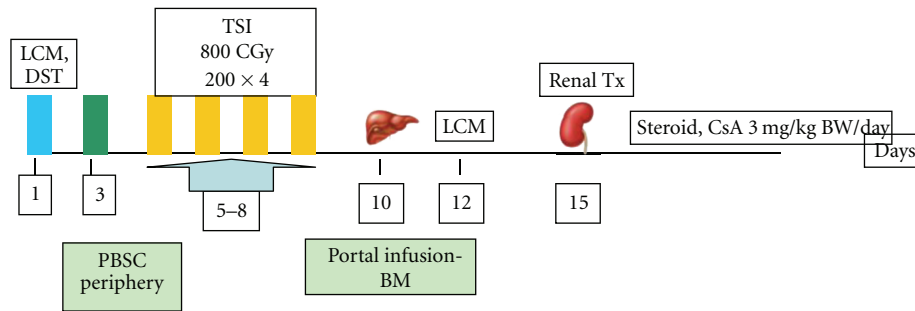 TSI
800 CGy
200 × 4
LCM,
DST
Renal Tx
LCM
Steroid, CsA 3 mg/kg BW/day
Days
1
3
5–8
10
12
15
PBSC
periphery
Portal infusion-
BM